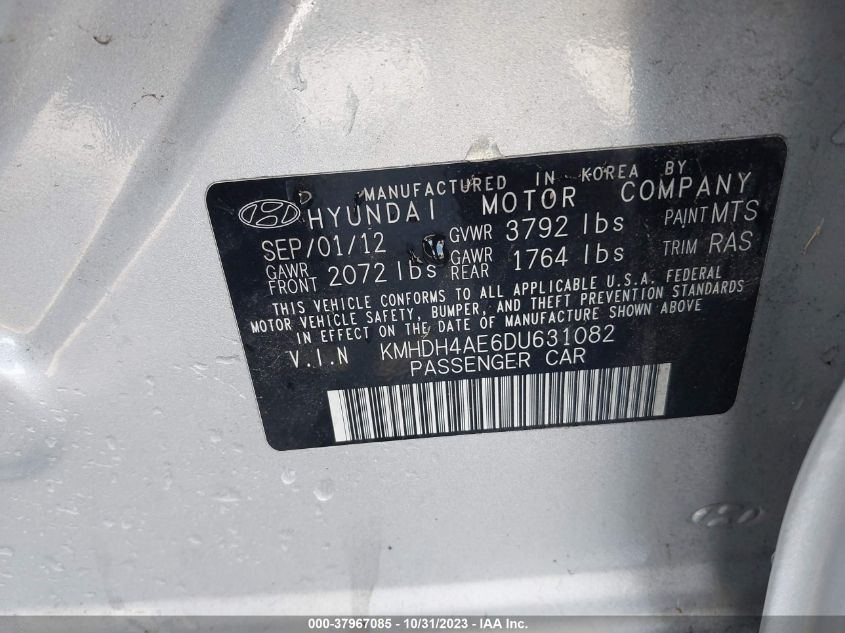 MANUFACTURED IN KOREA BY
HYUNDAI MOTOR COMPANY
SEP/01/12 GVWR 3792 lbs PAINT MTS
GAWR FRONT 2072 lbs GAWR REAR 1764 lbs TRIM RAS
THIS VEHICLE CONFORMS TO ALL APPLICABLE U.S.A. FEDERAL
MOTOR VEHICLE SAFETY, BUMPER, AND THEFT PREVENTION STANDARDS
IN EFFECT ON THE DATE OF MANUFACTURE SHOWN ABOVE
V.I.N KMHDH4AE6DU631082
PASSENGER CAR
000-37967085 - 10/31/2023 - IAA Inc.